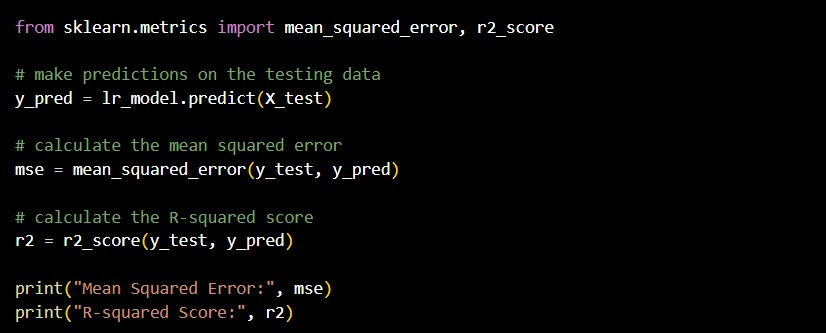 from sklearn.metrics import mean_squared_error, r2_score
# make predictions on the testing data
y_pred = lr_model.predict(X_test)
# calculate the mean squared error
mse = mean_squared_error(y_test, y_pred)
# calculate the R-squared score
r2 = r2_score(y_test, y_pred)
print("Mean Squared Error:", mse)
print("R-squared Score:", r2)